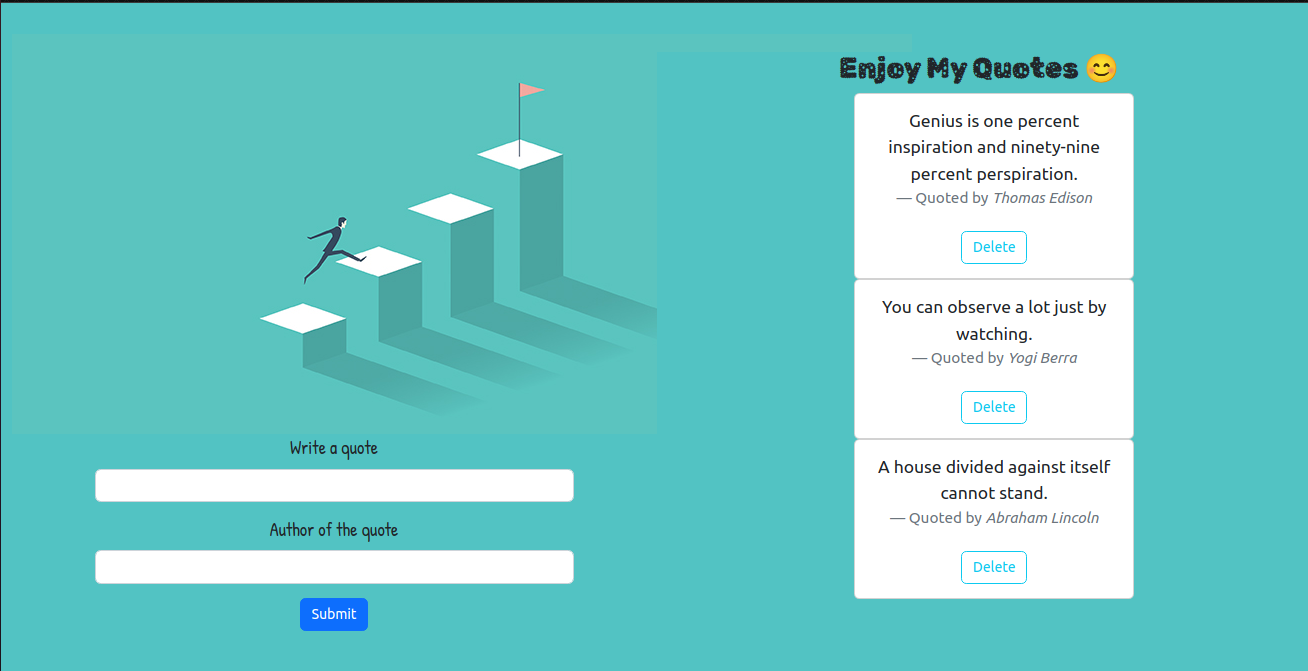 Enjoy My Quotes 😊
Genius is one percent
inspiration and ninety-nine
percent perspiration.
— Quoted by Thomas Edison
Delete
You can observe a lot just by
watching.
— Quoted by Yogi Berra
Delete
A house divided against itself
cannot stand.
— Quoted by Abraham Lincoln
Delete
Write a quote
Author of the quote
Submit